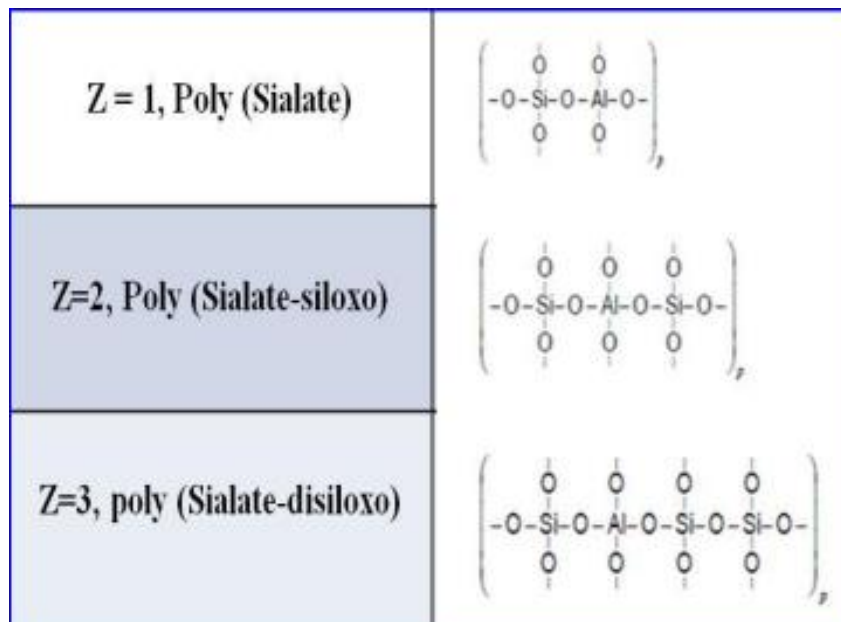 Z = 1, Poly (Sialate)
O O
-O-Si-O-Al-O-
O O
p
Z=2, Poly (Sialate-siloxo)
O O O
-O-Si-O-Al-O-Si-O-
O O O
p
Z=3, poly (Sialate-disiloxo)
O O O O
-O-Si-O-Al-O-Si-O-Si-O-
O O O O
p